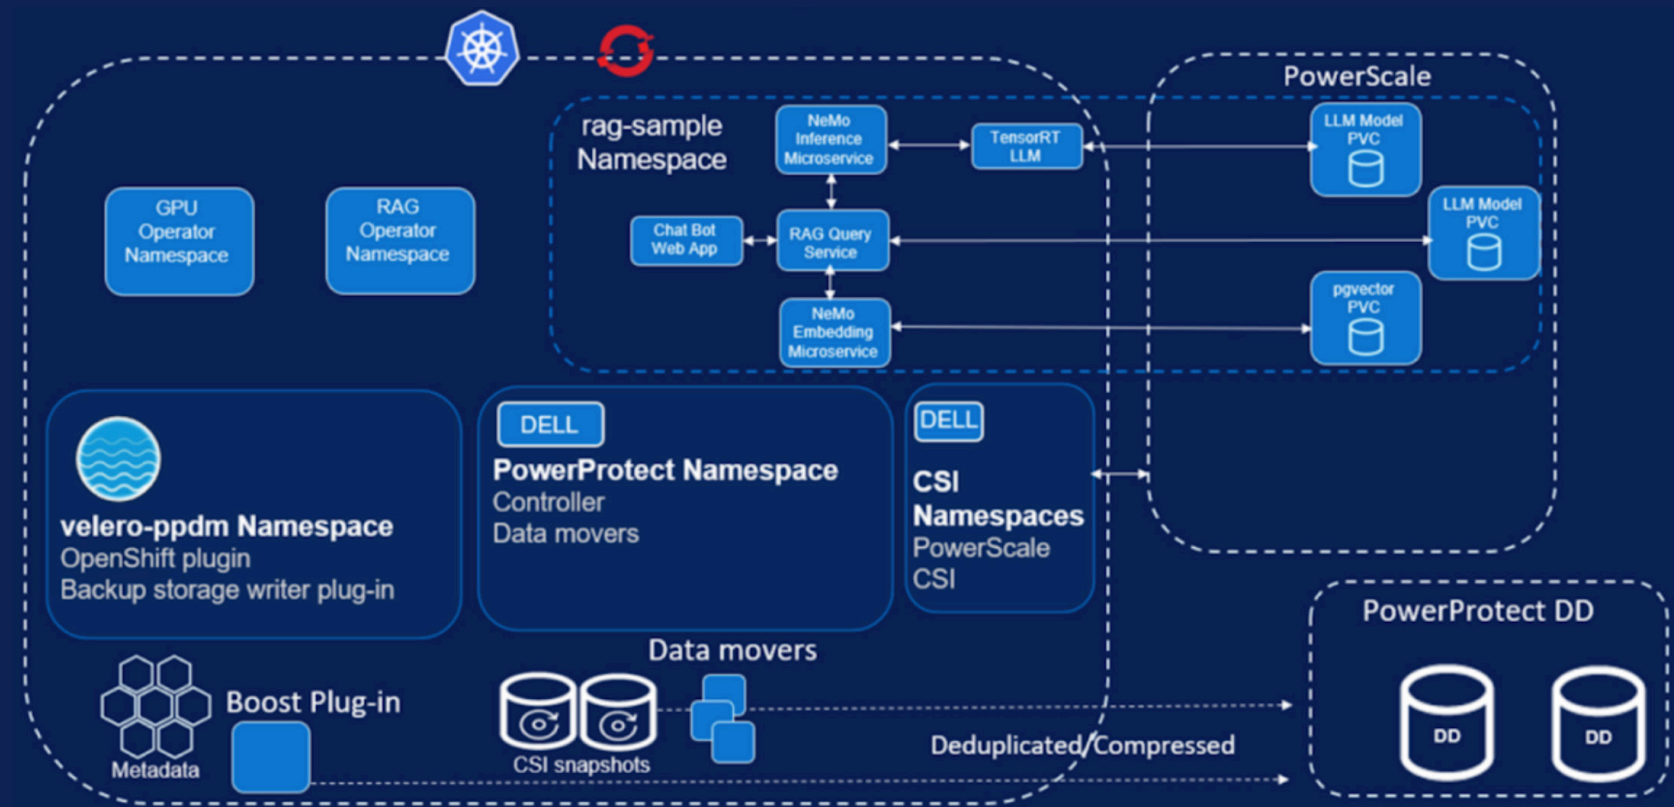 PowerScale
rag-sample
Namespace
NeMo
Inference
Microservice
TensorRT
LLM
LLM Model
PVC
GPU
Operator
Namespace
RAG
Operator
Namespace
Chat Bot
Web App
RAG Query
Service
LLM Model
PVC
NeMo
Embedding
Microservice
pgvector
PVC
velero-ppdm Namespace
OpenShift plugin
Backup storage writer plug-in
DELL
PowerProtect Namespace
Controller
Data movers
DELL
CSI
Namespaces
PowerScale
CSI
PowerProtect DD
DD
DD
Metadata
Boost Plug-in
Data movers
CSI snapshots
Deduplicated/Compressed